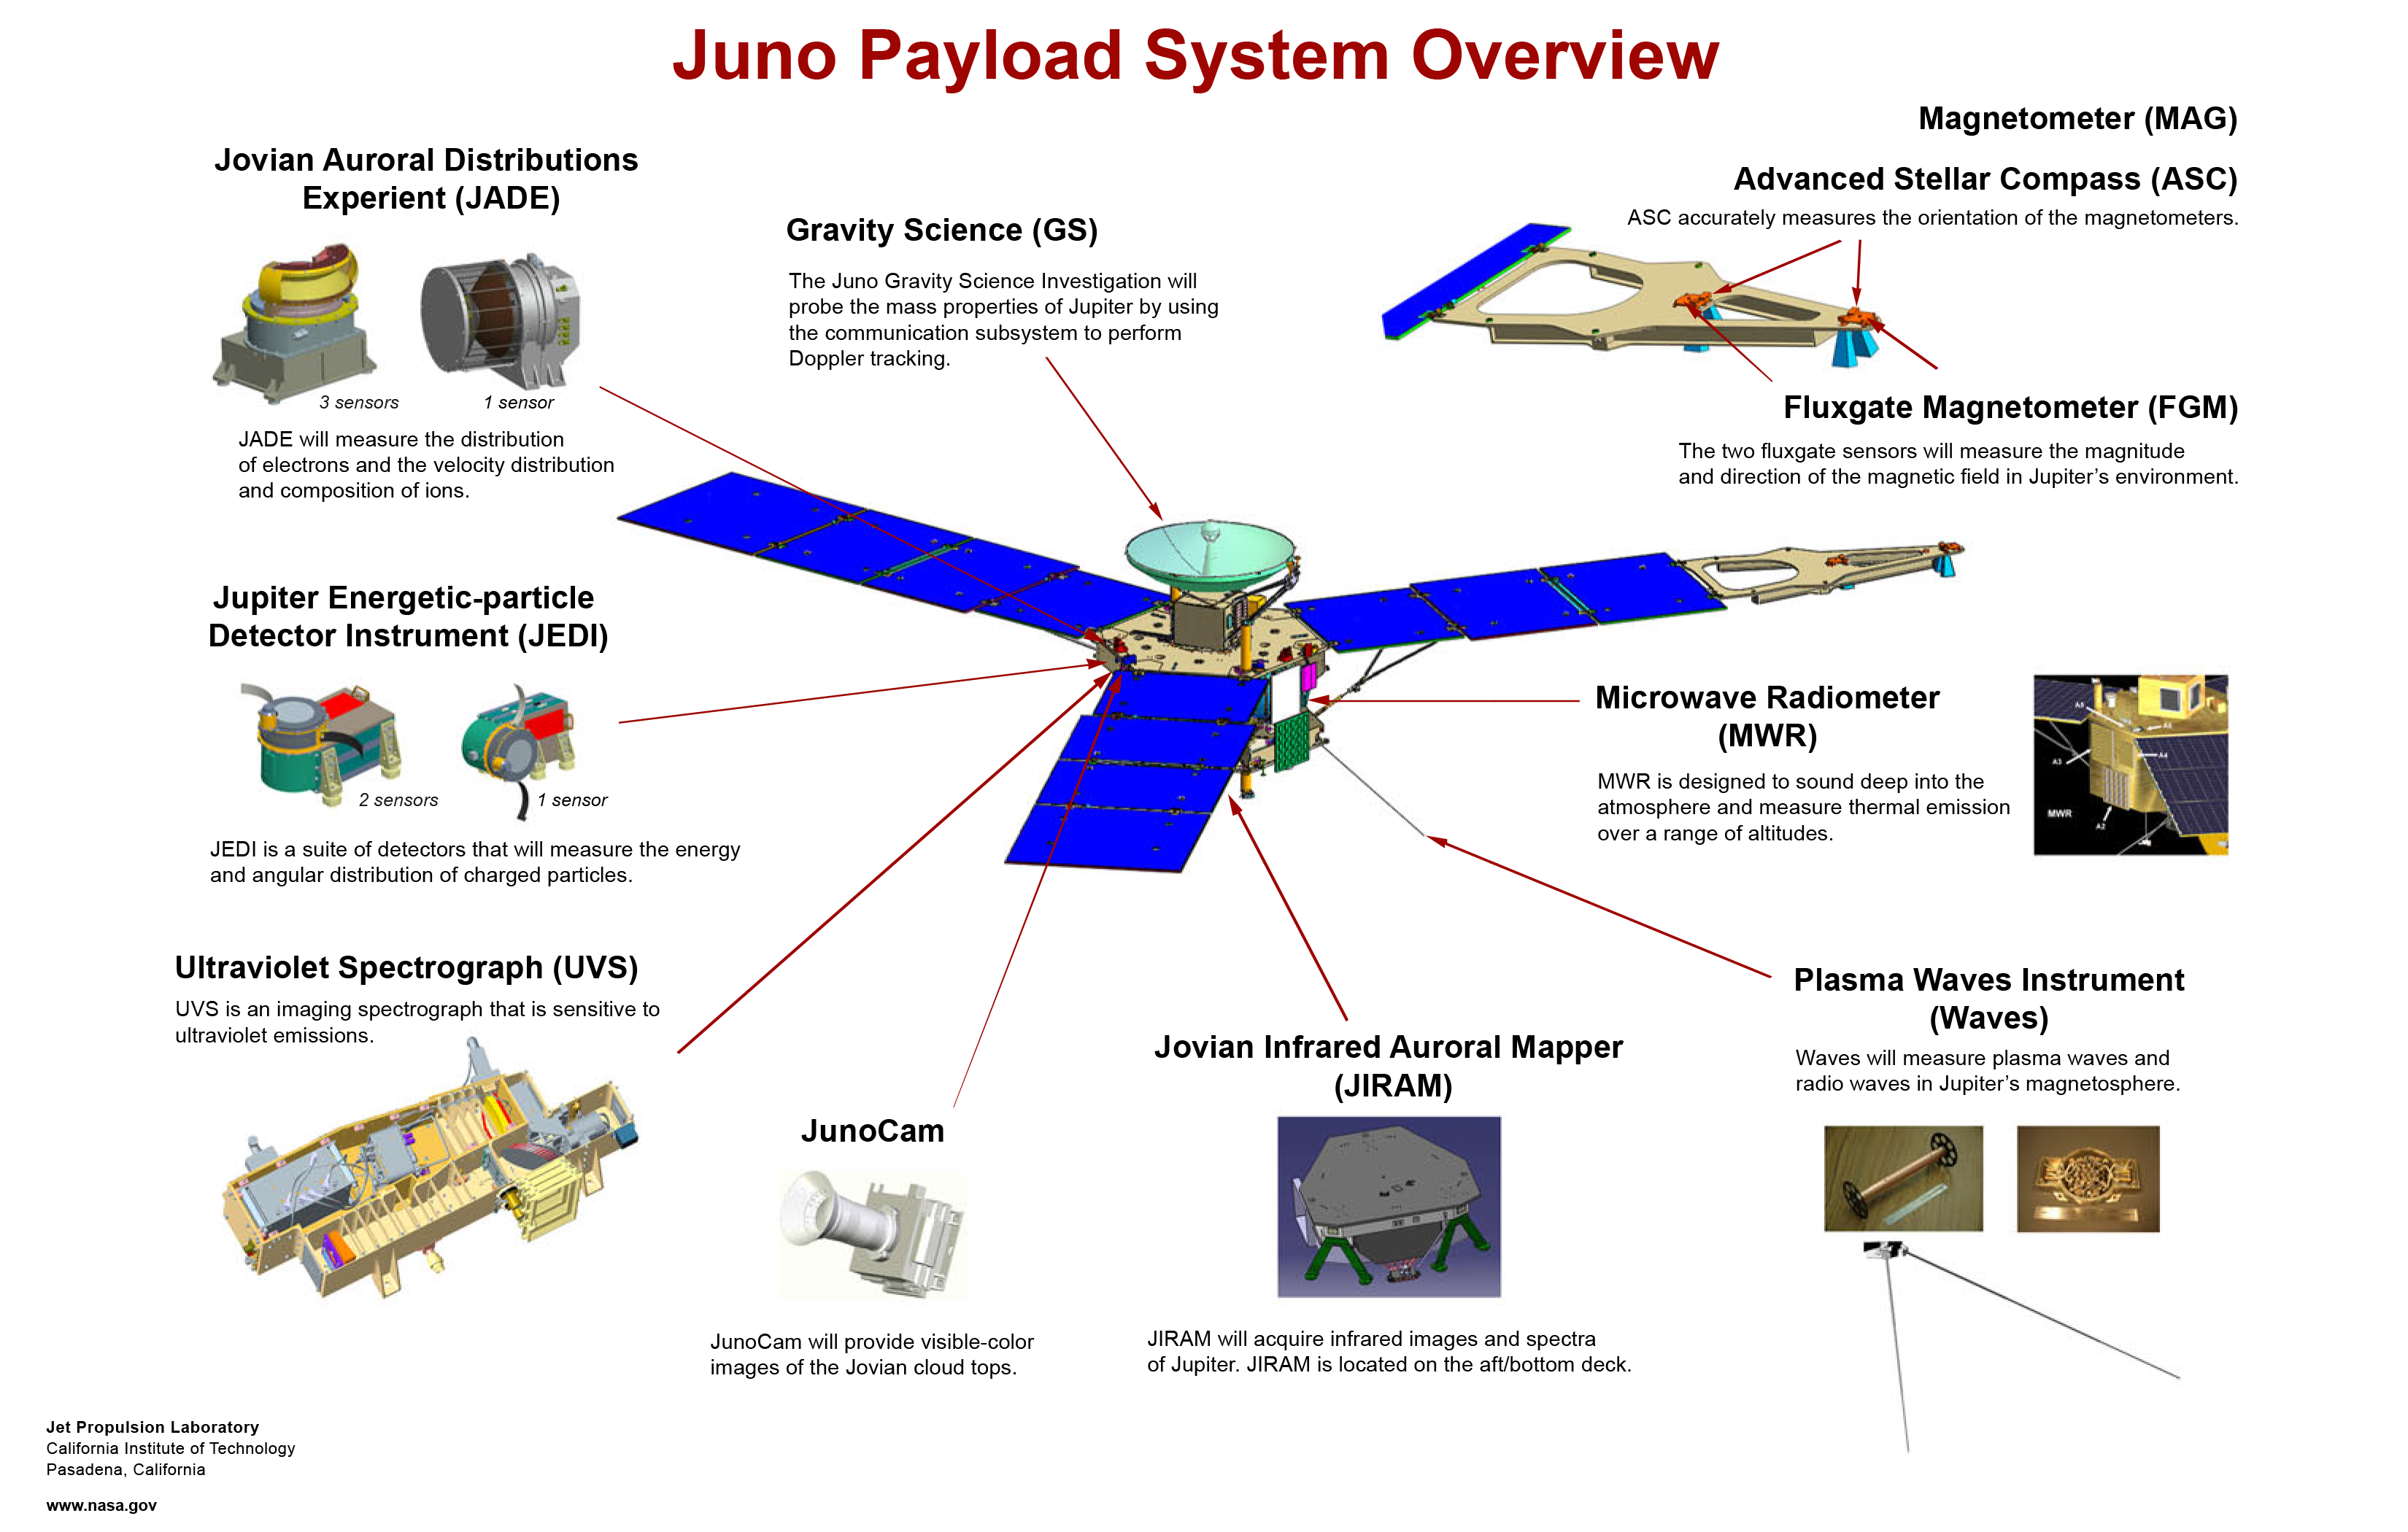 Juno Payload System Overview
Jovian Auroral Distributions
Experient (JADE)
3 sensors
1 sensor
JADE will measure the distribution
of electrons and the velocity distribution
and composition of ions.
Gravity Science (GS)
The Juno Gravity Science Investigation will
probe the mass properties of Jupiter by using
the communication subsystem to perform
Doppler tracking.
Magnetometer (MAG)
Advanced Stellar Compass (ASC)
ASC accurately measures the orientation of the magnetometers.
Fluxgate Magnetometer (FGM)
The two fluxgate sensors will measure the magnitude
and direction of the magnetic field in Jupiter’s environment.
Jupiter Energetic-particle
Detector Instrument (JEDI)
2 sensors
1 sensor
JEDI is a suite of detectors that will measure the energy
and angular distribution of charged particles.
Microwave Radiometer
(MWR)
MWR is designed to sound deep into the
atmosphere and measure thermal emission
over a range of altitudes.
A5
A4
A3
MWR
A2
Ultraviolet Spectrograph (UVS)
UVS is an imaging spectrograph that is sensitive to
ultraviolet emissions.
JunoCam
JunoCam will provide visible-color
images of the Jovian cloud tops.
Jovian Infrared Auroral Mapper
(JIRAM)
JIRAM will acquire infrared images and spectra
of Jupiter. JIRAM is located on the aft/bottom deck.
Plasma Waves Instrument
(Waves)
Waves will measure plasma waves and
radio waves in Jupiter’s magnetosphere.
Jet Propulsion Laboratory
California Institute of Technology
Pasadena, California
www.nasa.gov